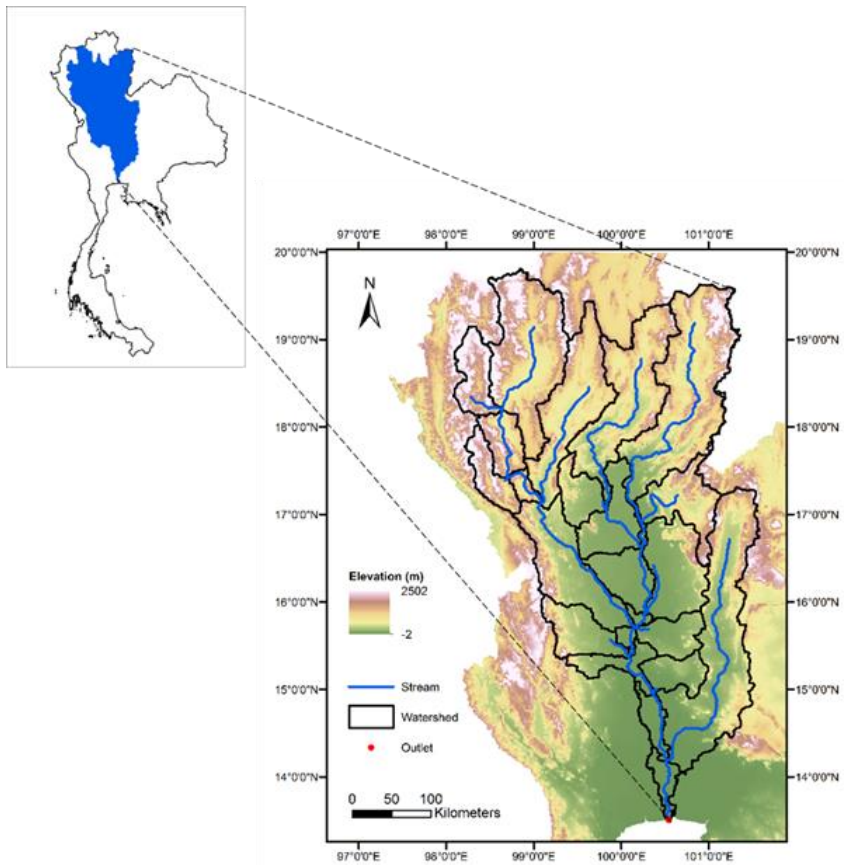 97°0'0"E 98°0'0"E 99°0'0"E 100°0'0"E 101°0'0"E
20°0'0"N 20°0'0"N
N
19°0'0"N 19°0'0"N
18°0'0"N 18°0'0"N
17°0'0"N 17°0'0"N
Elevation (m)
2502
16°0'0"N 16°0'0"N
-2
Stream
15°0'0"N 15°0'0"N
Watershed
Outlet
14°0'0"N 14°0'0"N
0 50 100
Kilometers
97°0'0"E 98°0'0"E 99°0'0"E 100°0'0"E 101°0'0"E